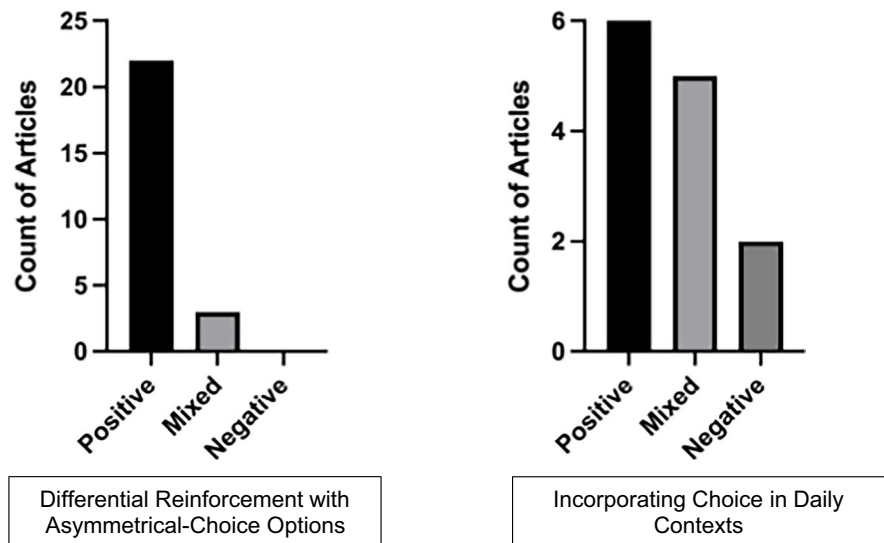 Count of Articles
25
20
15
10
5
0
Positive
Mixed
Negative
Differential Reinforcement with
Asymmetrical-Choice Options
Count of Articles
6
4
2
0
Positive
Mixed
Negative
Incorporating Choice in Daily
Contexts